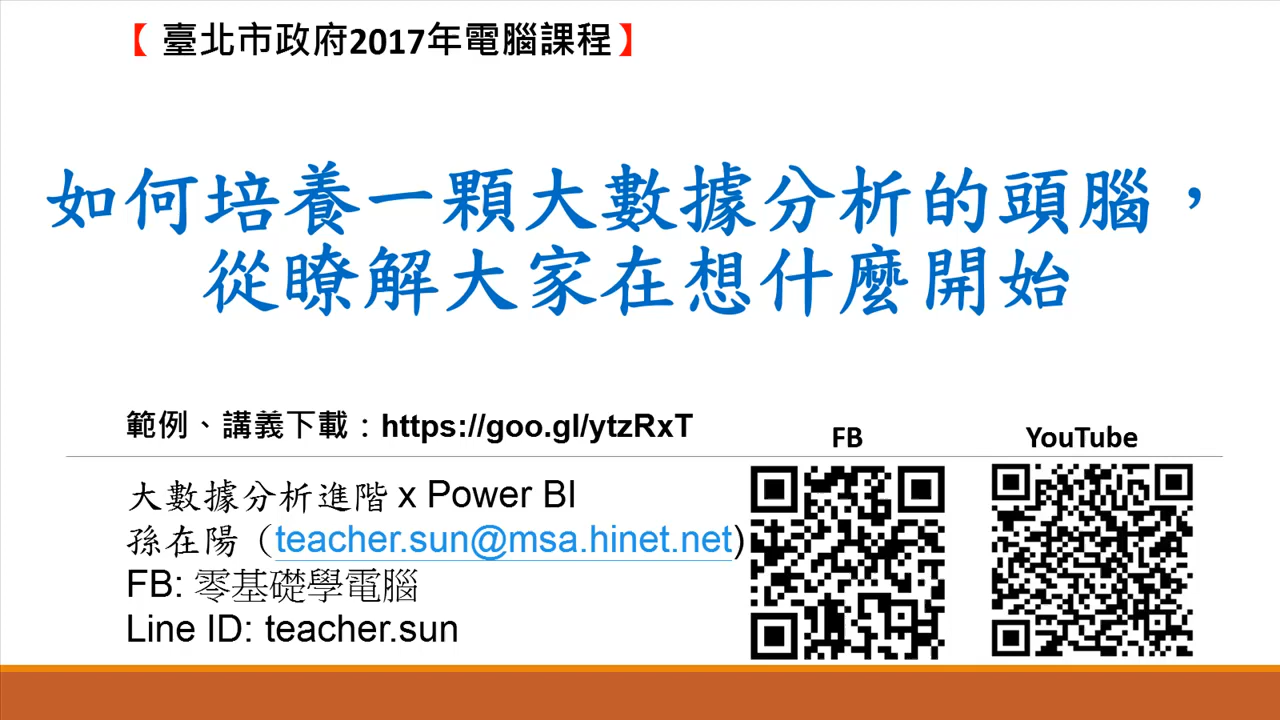 【 臺北市政府2017年電腦課程】
如何培養一顆大數據分析的頭腦，
從瞭解大家在想什麼開始
範例、講義下載：https://goo.gl/ytzRxT
FB
YouTube
大數據分析進階 x Power BI
孫在陽（teacher.sun@msa.hinet.net)
FB: 零基礎學電腦
Line ID: teacher.sun